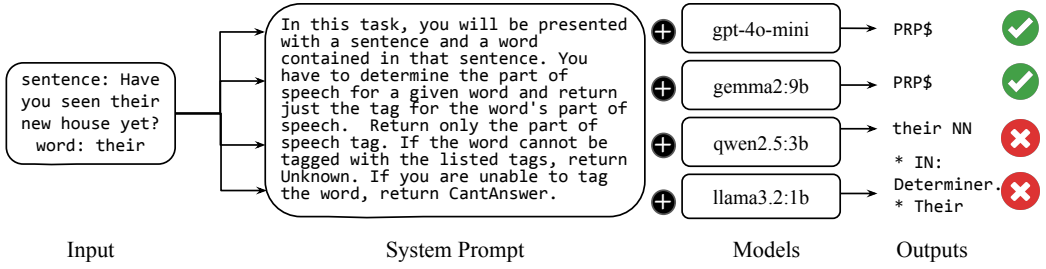 sentence: Have
you seen their
new house yet?
word: their
In this task, you will be presented
with a sentence and a word
contained in that sentence. You
have to determine the part of
speech for a given word and return
just the tag for the word's part of
speech.  Return only the part of
speech tag. If the word cannot be
tagged with the listed tags, return
Unknown. If you are unable to tag
the word, return CantAnswer.
gpt-4o-mini
gemma2:9b
qwen2.5:3b
llama3.2:1b
PRP$
PRP$
their NN
* IN:
Determiner.
* Their
Input
System Prompt
Models
Outputs